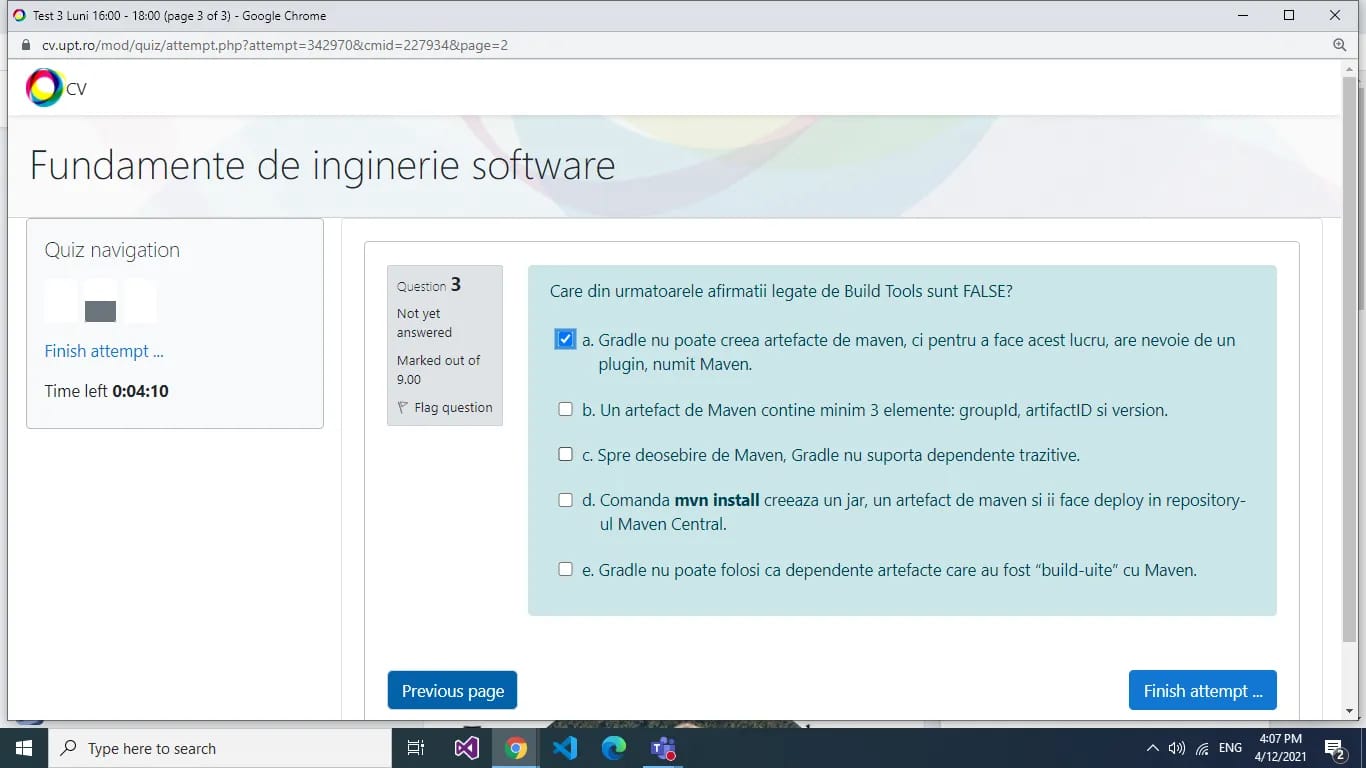 Test 3 Luni 16:00 - 18:00 (page 3 of 3) - Google Chrome
cv.upt.ro/mod/quiz/attempt.php?attempt=342970&cmid=227934&page=2
CV
Fundamente de inginerie software
Quiz navigation
Finish attempt ...
Time left 0:04:10
Question 3
Not yet
answered
Marked out of
9.00
Flag question
Care din urmatoarele afirmatii legate de Build Tools sunt FALSE?
a. Gradle nu poate creea artefacte de maven, ci pentru a face acest lucru, are nevoie de un
plugin, numit Maven.
b. Un artefact de Maven contine minim 3 elemente: groupId, artifactID si version.
c. Spre deosebire de Maven, Gradle nu suporta dependente trazitive.
d. Comanda mvn install creeaza un jar, un artefact de maven si ii face deploy in repository-
ul Maven Central.
e. Gradle nu poate folosi ca dependente artefacte care au fost “build-uite” cu Maven.
Previous page
Finish attempt ...
Type here to search
ENG
4:07 PM
4/12/2021
2